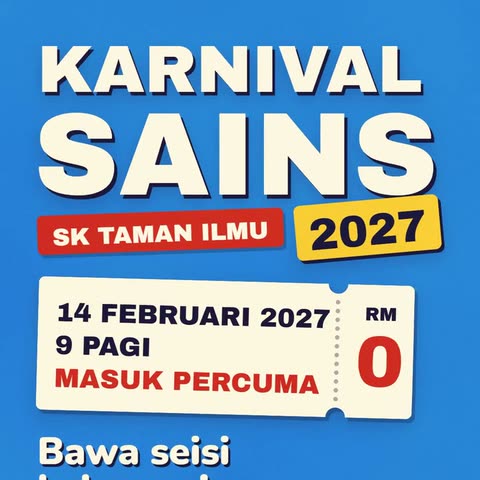 KARNIVAL
SAINS
SK TAMAN ILMU
2027
14 FEBRUARI 2027
9 PAGI
MASUK PERCUMA
RM
0
Bawa seisi